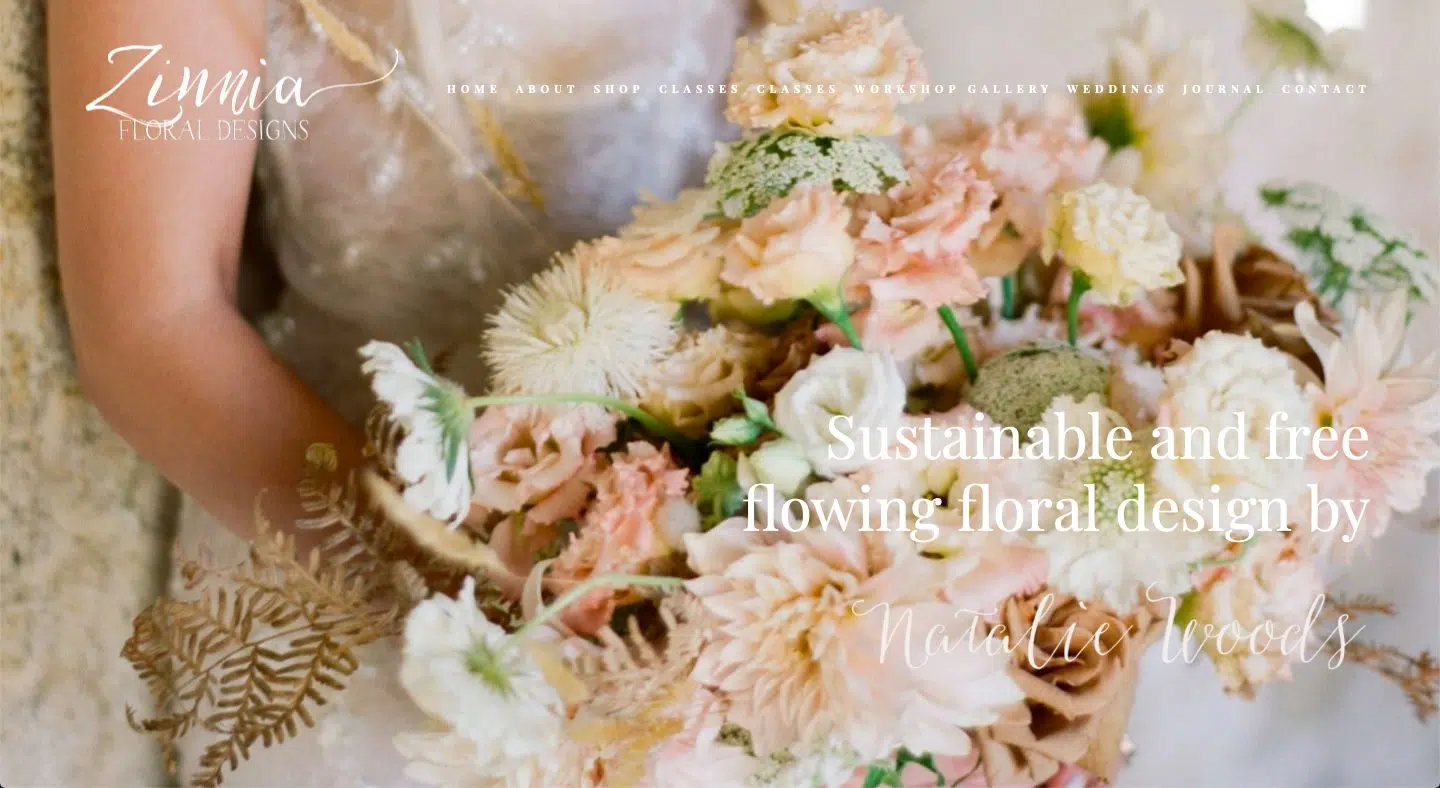 Zinnia
FLORAL DESIGNS
HOME ABOUT SHOP CLASSES CLASSES WORKSHOP GALLERY WEDDINGS JOURNAL CONTACT
Sustainable and free
flowing floral design by
Natalie Woods